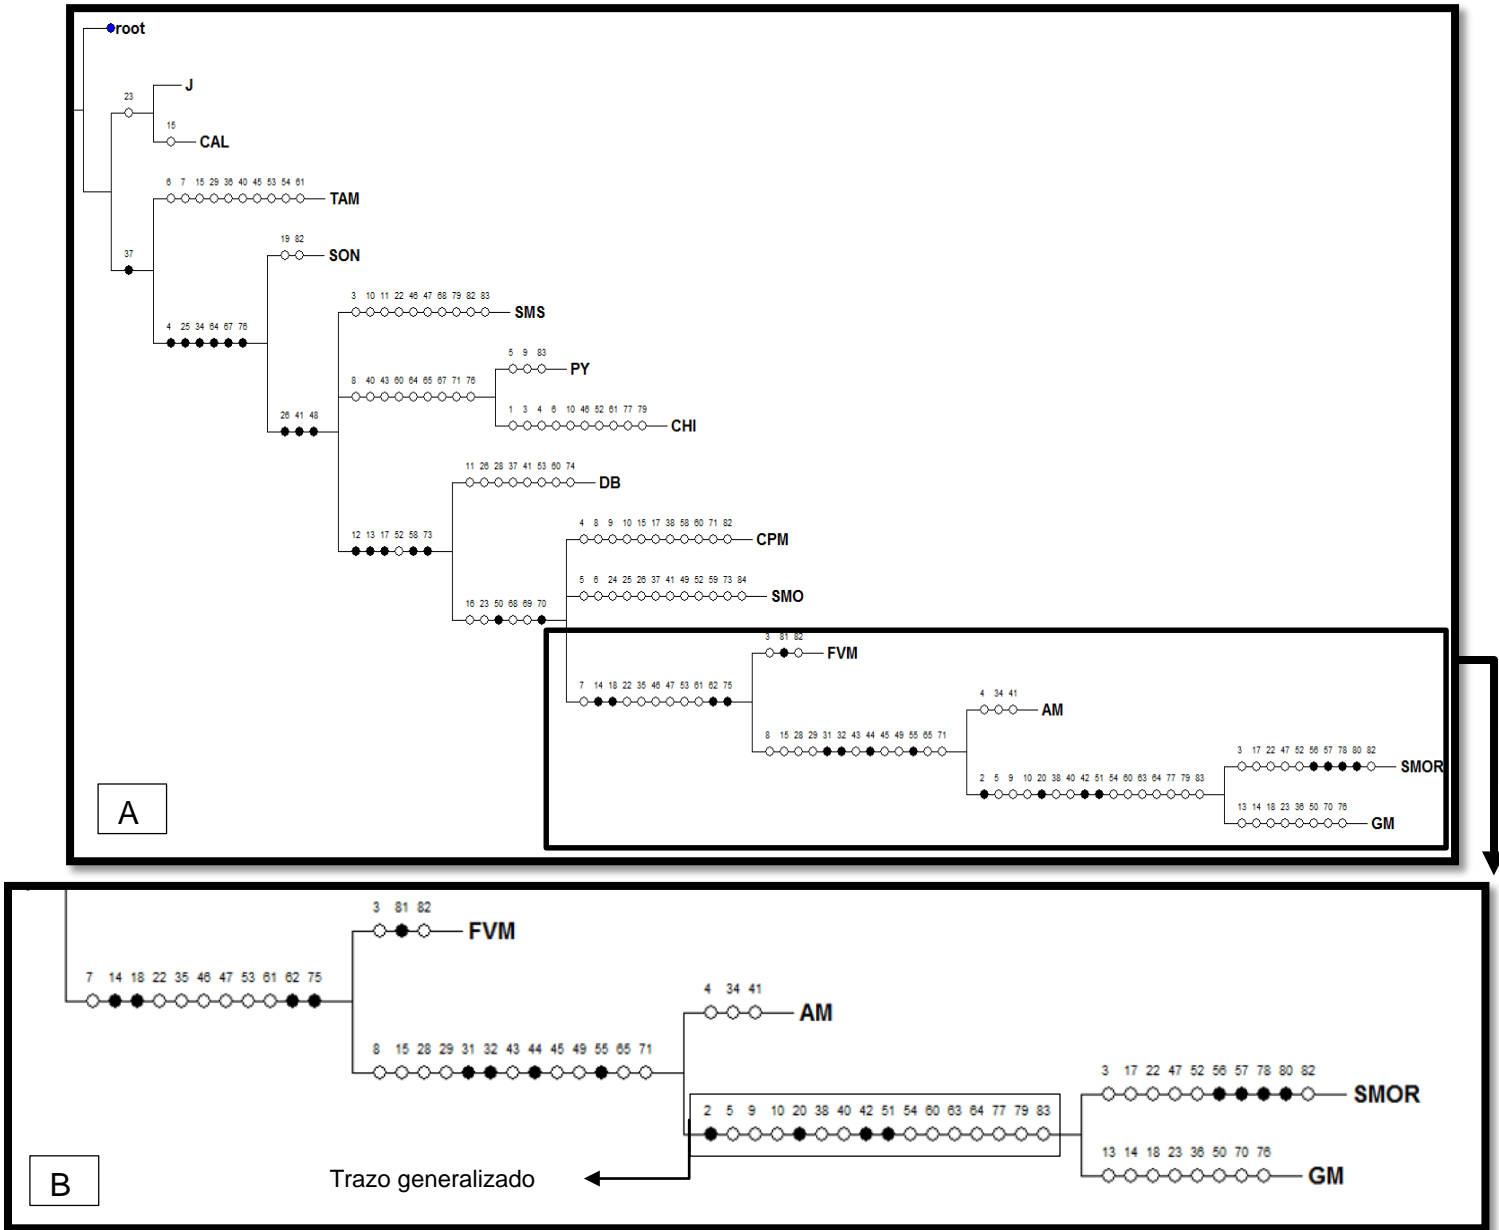 root
J
23
15
CAL
6 7 15 29 36 40 45 53 54 61
TAM
37
19 82
SON
4 25 34 64 67 76
3 10 11 22 46 47 68 79 82 83
SMS
5 9 83
PY
8 40 43 60 64 65 67 71 76
1 3 4 6 10 46 52 61 77 79
CHI
26 41 48
11 26 28 37 41 53 60 74
DB
12 13 17 52 58 73
4 8 9 10 15 17 38 58 60 71 82
CPM
5 6 24 25 26 37 41 49 52 59 73 84
SMO
16 23 50 68 69 70
3 81 82
FVM
7 14 18 22 35 46 47 53 61 62 75
4 34 41
AM
8 15 28 29 31 32 43 44 45 49 55 65 71
3 17 22 47 52 56 57 78 80 82
SMOR
2 5 9 10 20 38 40 42 51 54 60 63 64 77 79 83
13 14 18 23 36 50 70 76
GM
A
3 81 82
FVM
7 14 18 22 35 46 47 53 61 62 75
4 34 41
AM
8 15 28 29 31 32 43 44 45 49 55 65 71
3 17 22 47 52 56 57 78 80 82
SMOR
2 5 9 10 20 38 40 42 51 54 60 63 64 77 79 83
13 14 18 23 36 50 70 76
GM
Trazo generalizado
B